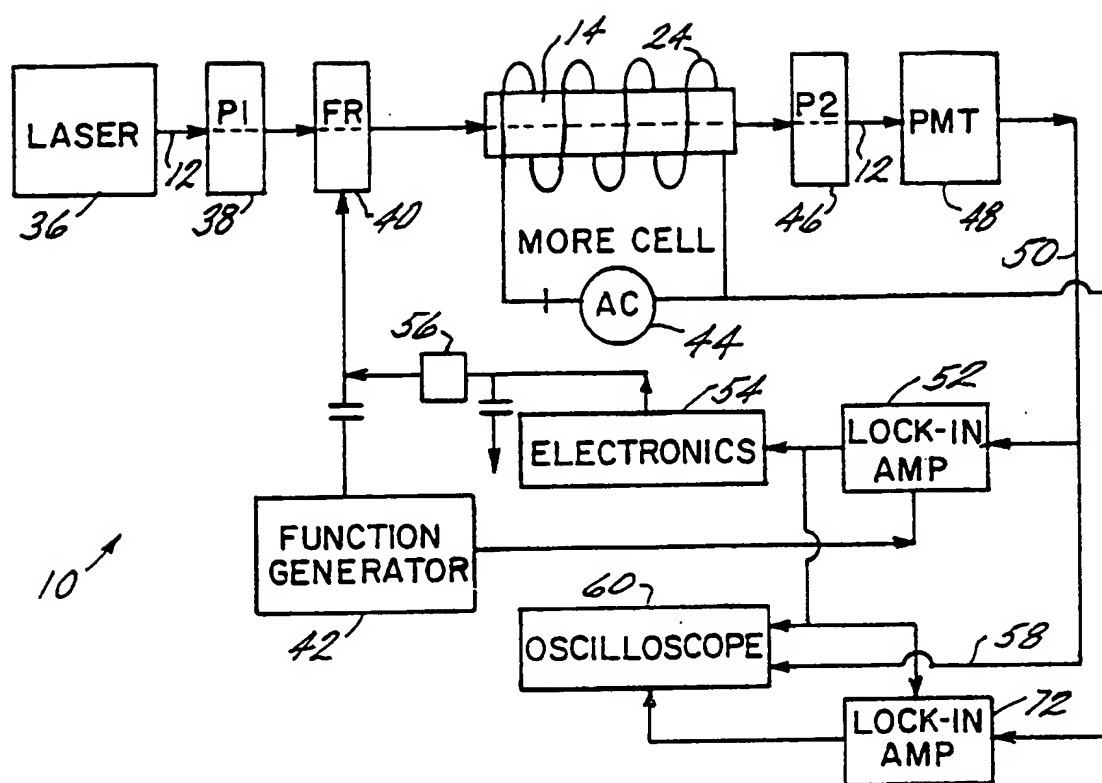 14
24
LASER
P1
FR
P2
PMT
12
12
36
38
40
46
48
MORE CELL
50
AC
44
56
54
52
ELECTRONICS
LOCK-IN
AMP
FUNCTION
GENERATOR
10
42
60
OSCILLOSCOPE
58
LOCK-IN
AMP
72